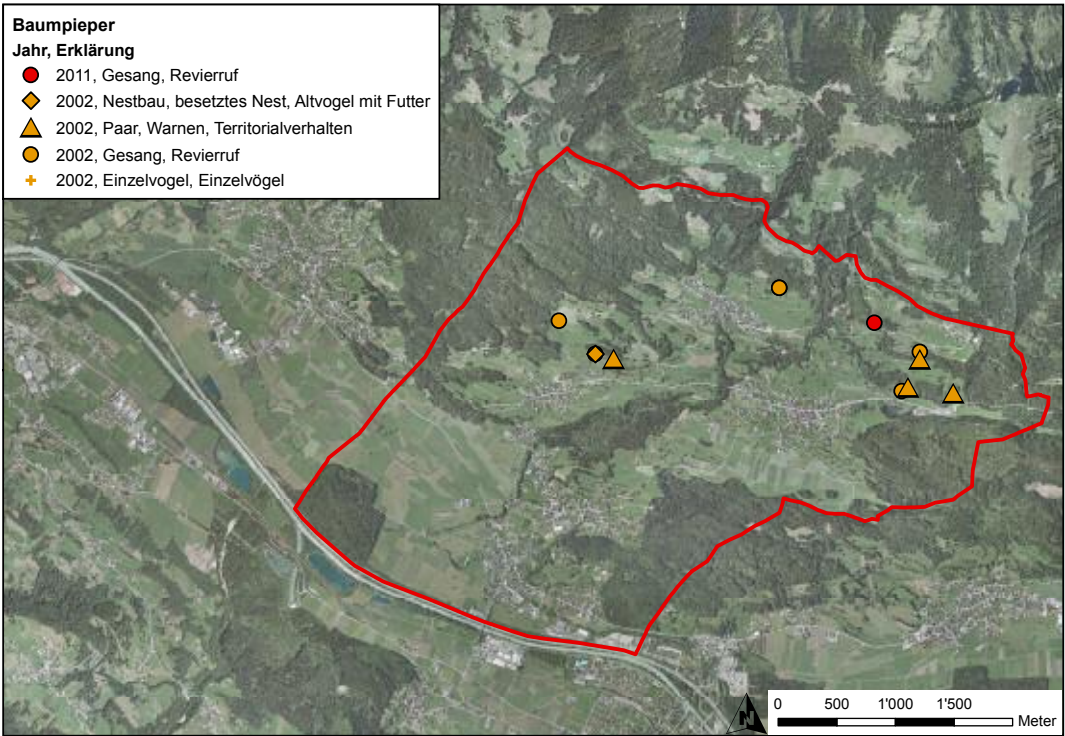 Baumpieper
Jahr, Erklärung
2011, Gesang, Revierruf
2002, Nestbau, besetztes Nest, Altvogel mit Futter
2002, Paar, Warnen, Territorialverhalten
2002, Gesang, Revierruf
2002, Einzelvogel, Einzelvögel
N
0 500 1'000 1'500
Meter